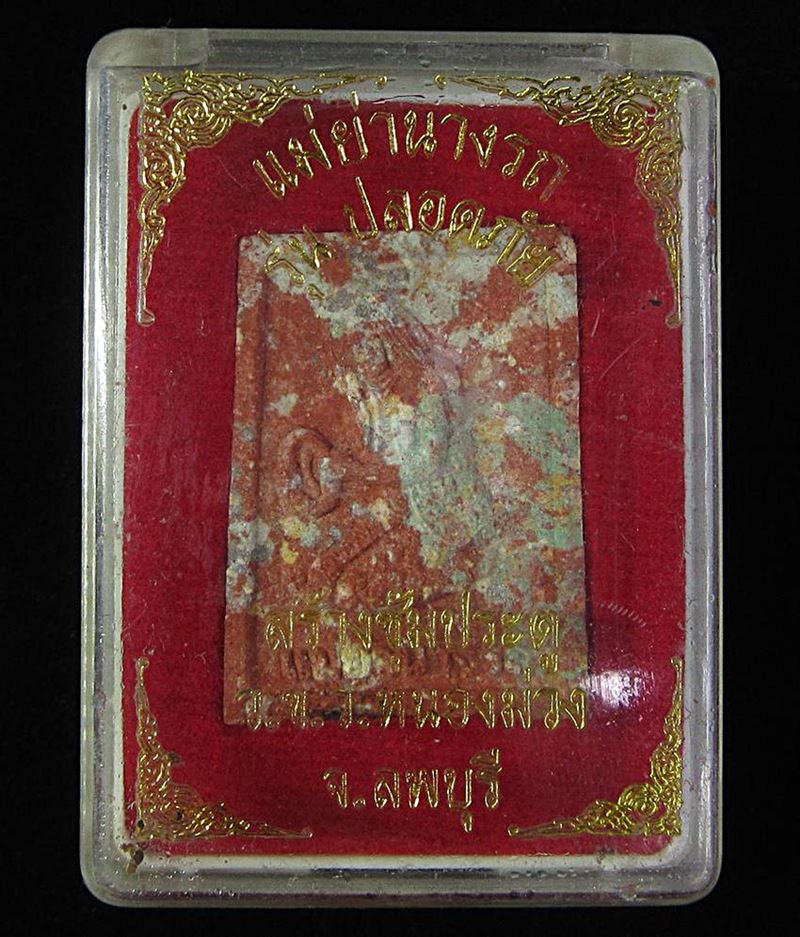 แม่ย่านางรถ
รุ่น ปลอดภัย
สร้างซุ้มประตู
ร.ร. หนองม่วง
จ.ลพบุรี